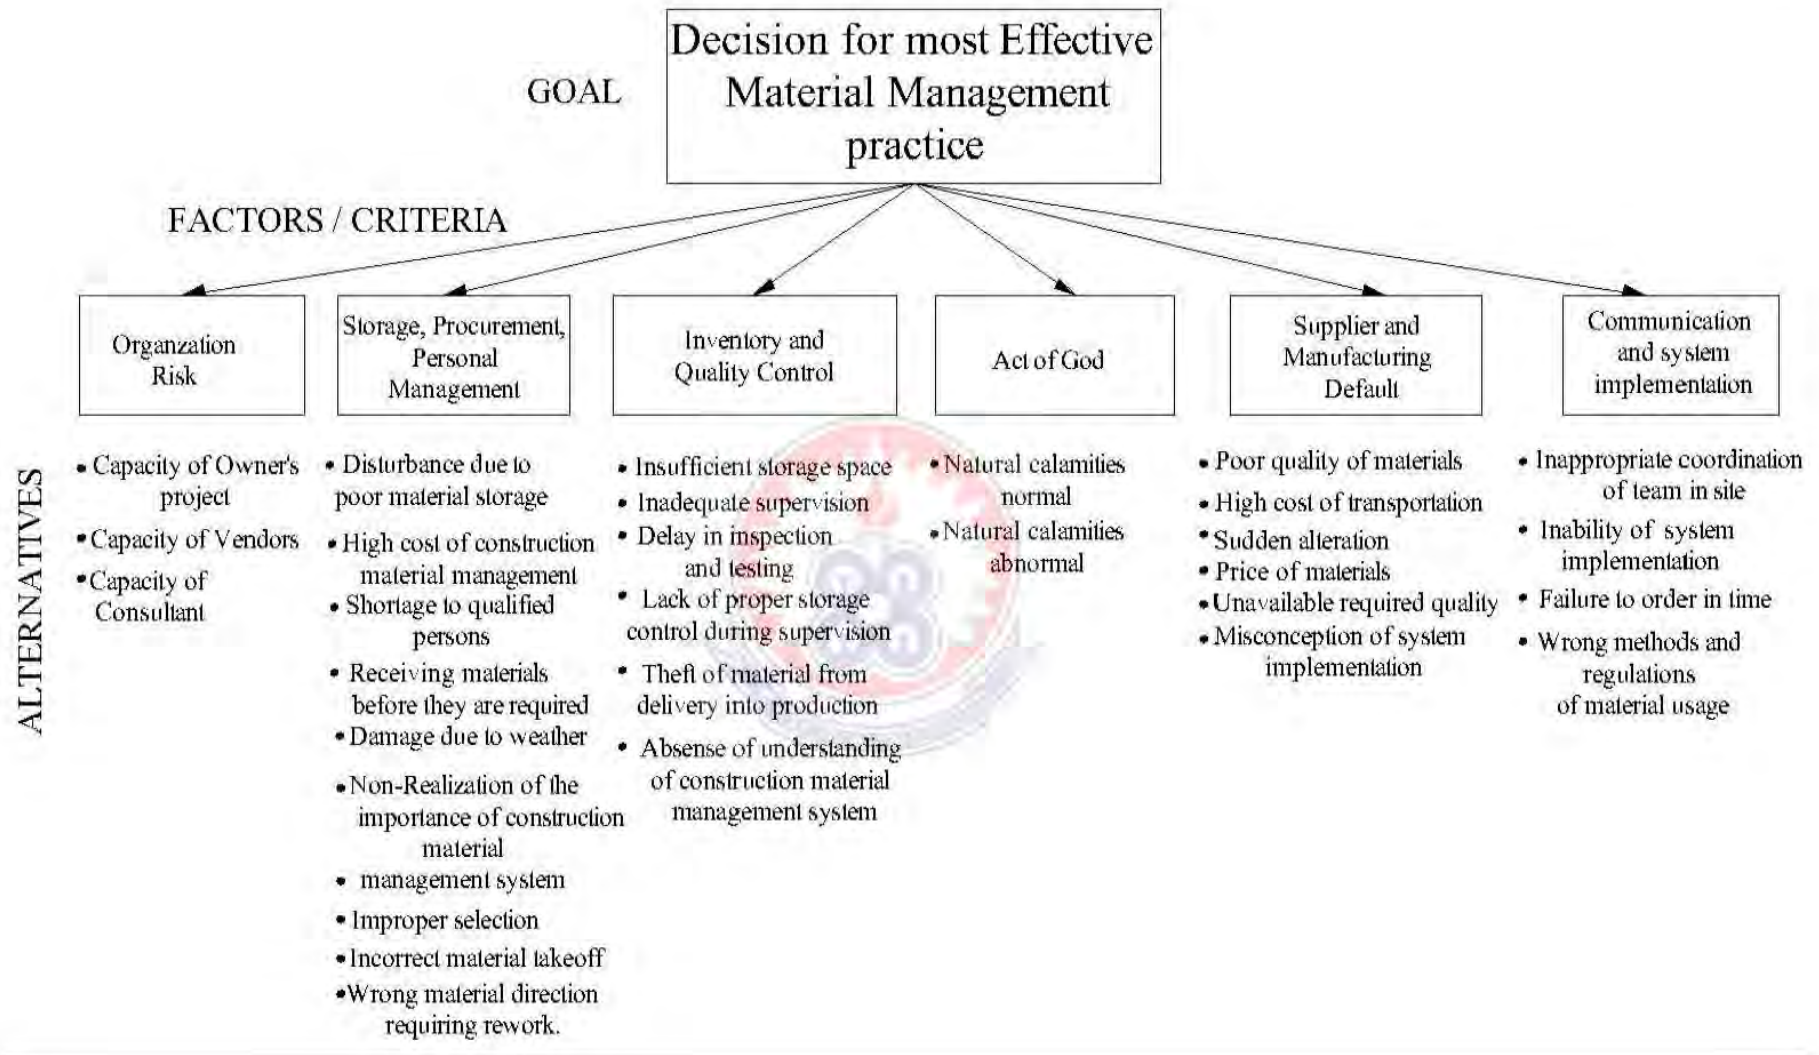 Decision for most Effective
Material Management
practice
GOAL
FACTORS / CRITERIA
Organzation
Risk
Storage, Procurement,
Personal
Management
Inventory and
Quality Control
Act of God
Supplier and
Manufacturing
Default
Communication
and system
implementation
ALTERNATIVES
• Capacity of Owner's
project
• Capacity of Vendors
• Capacity of
Consultant
• Disturbance due to
poor material storage
• High cost of construction
material management
• Shortage to qualified
persons
• Receiving materials
before they are required
• Damage due to weather
• Non-Realization of the
importance of construction
material
• management system
• Improper selection
• Incorrect material takeoff
• Wrong material direction
requiring rework.
• Insufficient storage space
• Inadequate supervision
• Delay in inspection
and testing
• Lack of proper storage
control during supervision
• Theft of material from
delivery into production
• Absense of understanding
of construction material
management system
• Natural calamities
normal
• Natural calamities
abnormal
• Poor quality of materials
• High cost of transportation
• Sudden alteration
• Price of materials
• Unavailable required quality
• Misconception of system
implementation
• Inappropriate coordination
of team in site
• Inability of system
implementation
• Failure to order in time
• Wrong methods and
regulations
of material usage